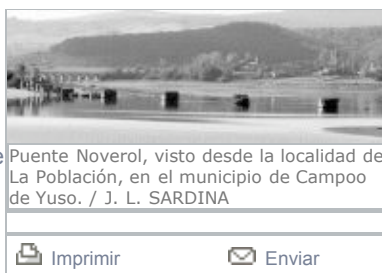 e Puente Noverol, visto desde la localidad de
La Población, en el municipio de Campoo
de Yuso. / J. L. SARDINA
Imprimir Enviar